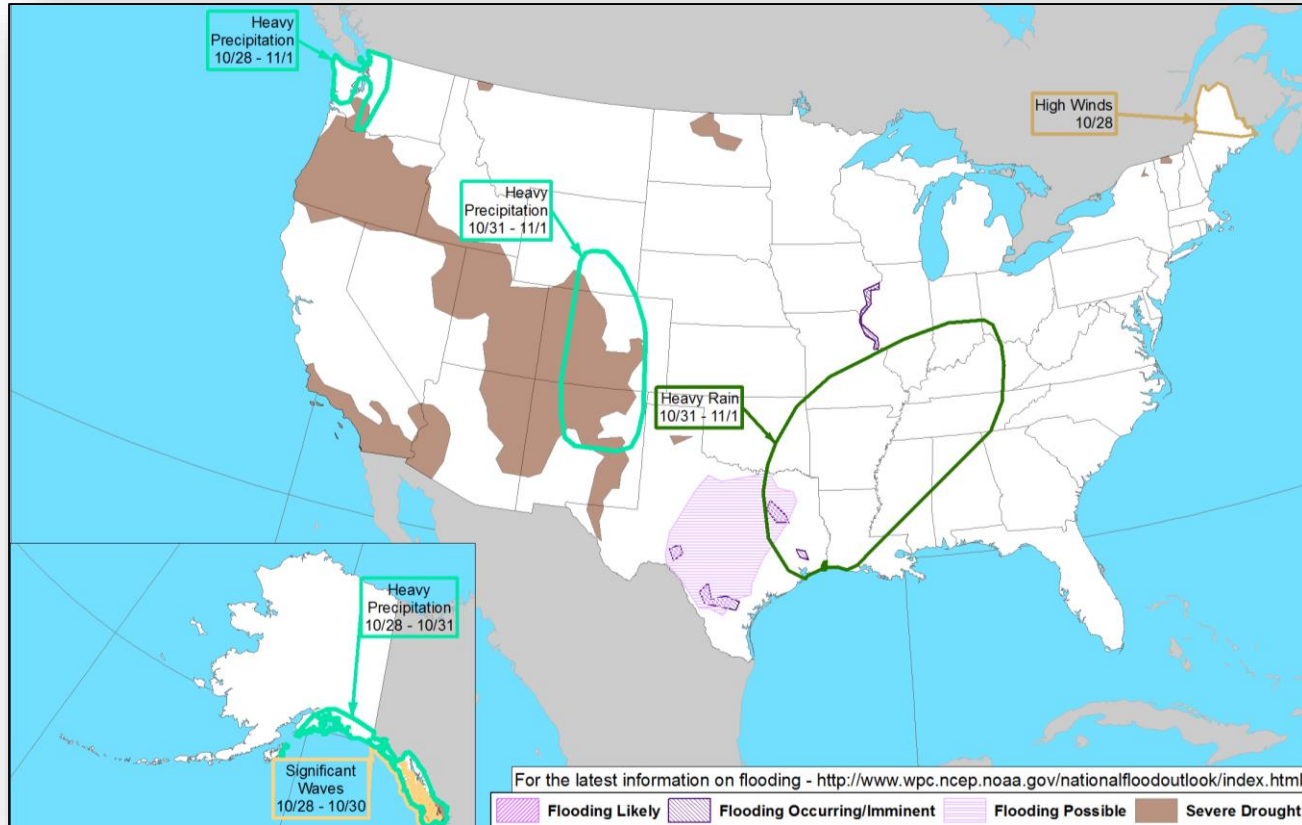 Heavy
Precipitation
10/28 - 11/1
High Winds
10/28
Heavy
Precipitation
10/31 - 11/1
Heavy Rain
10/31 - 11/1
Heavy
Precipitation
10/28 - 10/31
Significant
Waves
10/28 - 10/30
For the latest information on flooding - http://www.wpc.ncep.noaa.gov/nationalfloodoutlook/index.html
Flooding Likely Flooding Occurring/Imminent Flooding Possible Severe Drought